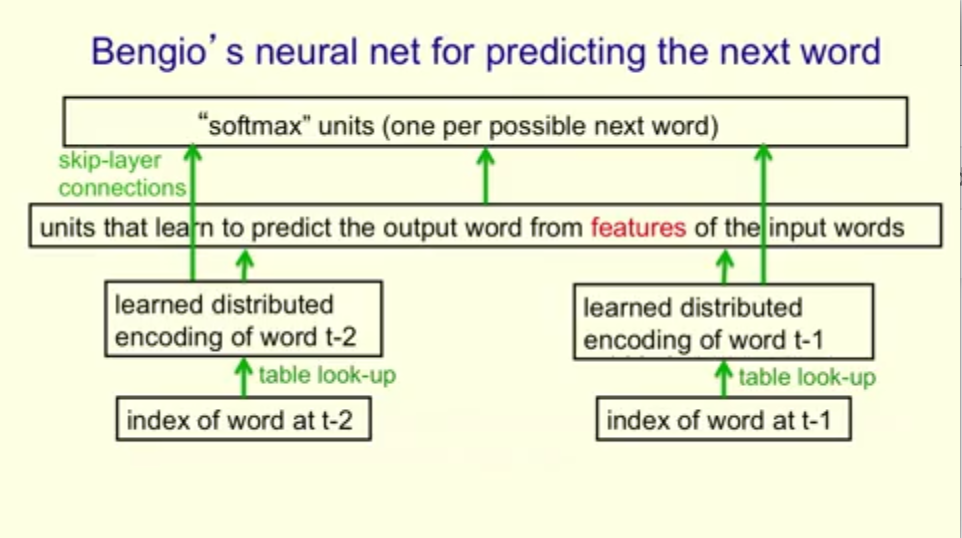 Bengio’s neural net for predicting the next word
“softmax” units (one per possible next word)
skip-layer
connections
units that learn to predict the output word from features of the input words
learned distributed
encoding of word t-2
learned distributed
encoding of word t-1
table look-up
table look-up
index of word at t-2
index of word at t-1